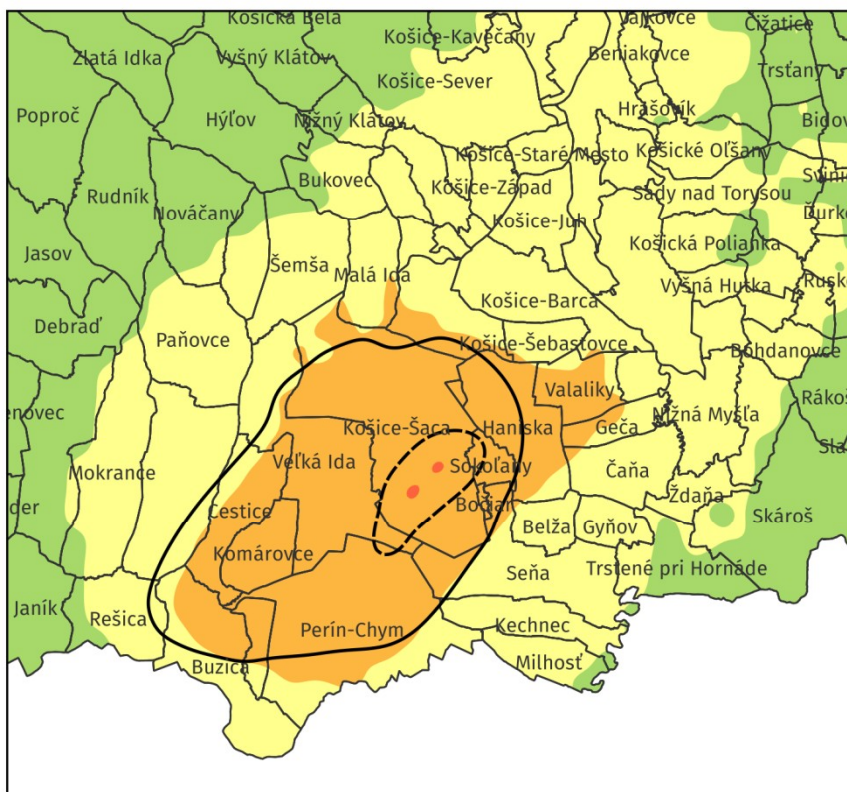 Košická Belá
Jajkovce
Čižatice
Košice-Kavečany
Zlatá Idka
Vyšný Klátov
Beniakovce
Trsťany
Košice-Sever
Poproč
Hýľov
Nižný Klátov
Hrašovík
Košice-Staré Mesto
Košické Oľšany
Bukovec
Košice-Západ
Rudník
Sady nad Torysou
Nováčany
Košice-Juh
Jasov
Šemša
Malá Ida
Košická Polianka
Vyšná Hutka
Košice-Barca
Debraď
Paňovce
Košice-Šebastovce
Bohdanovce
Valaliky
Nižná Myšľa
Košice-Šaca
Haniska
Geča
Veľká Ida
Sokoľany
Mokrance
Čaňa
Ždaňa
Bočiar
Cestice
Skároš
Belža
Gyňov
Komárovce
Seňa
Trstené pri Hornáde
Janík
Rešica
Perín-Chym
Kechnec
Buzica
Milhosť